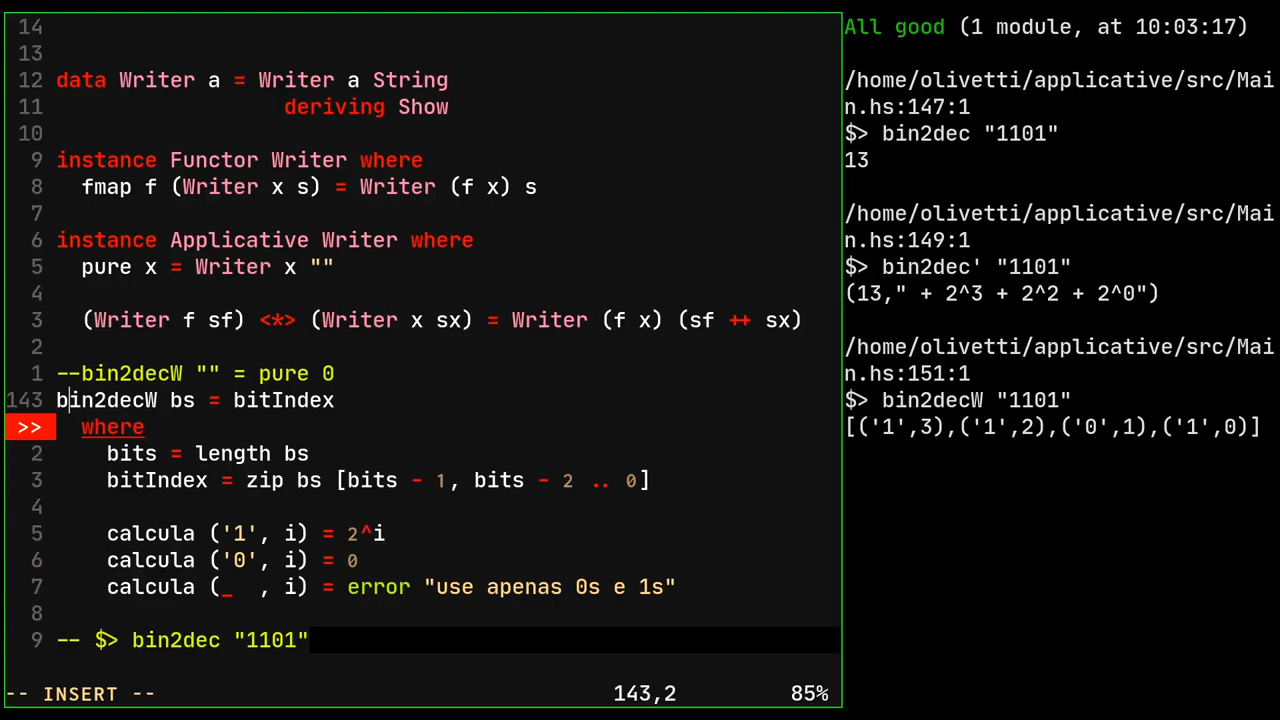 14
13
12 data Writer a = Writer a String
11 deriving Show
10
9 instance Functor Writer where
8 fmap f (Writer x s) = Writer (f x) s
7
6 instance Applicative Writer where
5 pure x = Writer x ""
4
3 (Writer f sf) <*> (Writer x sx) = Writer (f x) (sf ++ sx)
2
1 --bin2decW "" = pure 0
143 bin2decW bs = bitIndex
>> where
2 bits = length bs
3 bitIndex = zip bs [bits - 1, bits - 2 .. 0]
4
5 calcula ('1', i) = 2^i
6 calcula ('0', i) = 0
7 calcula (_ , i) = error "use apenas 0s e 1s"
8
9 -- $> bin2dec "1101"
-- INSERT -- 143,2 85%
All good (1 module, at 10:03:17)
/home/olivetti/applicative/src/Mai
n.hs:147:1
$> bin2dec "1101"
13
/home/olivetti/applicative/src/Mai
n.hs:149:1
$> bin2dec' "1101"
(13," + 2^3 + 2^2 + 2^0")
/home/olivetti/applicative/src/Mai
n.hs:151:1
$> bin2decW "1101"
[('1',3),('1',2),('0',1),('1',0)]